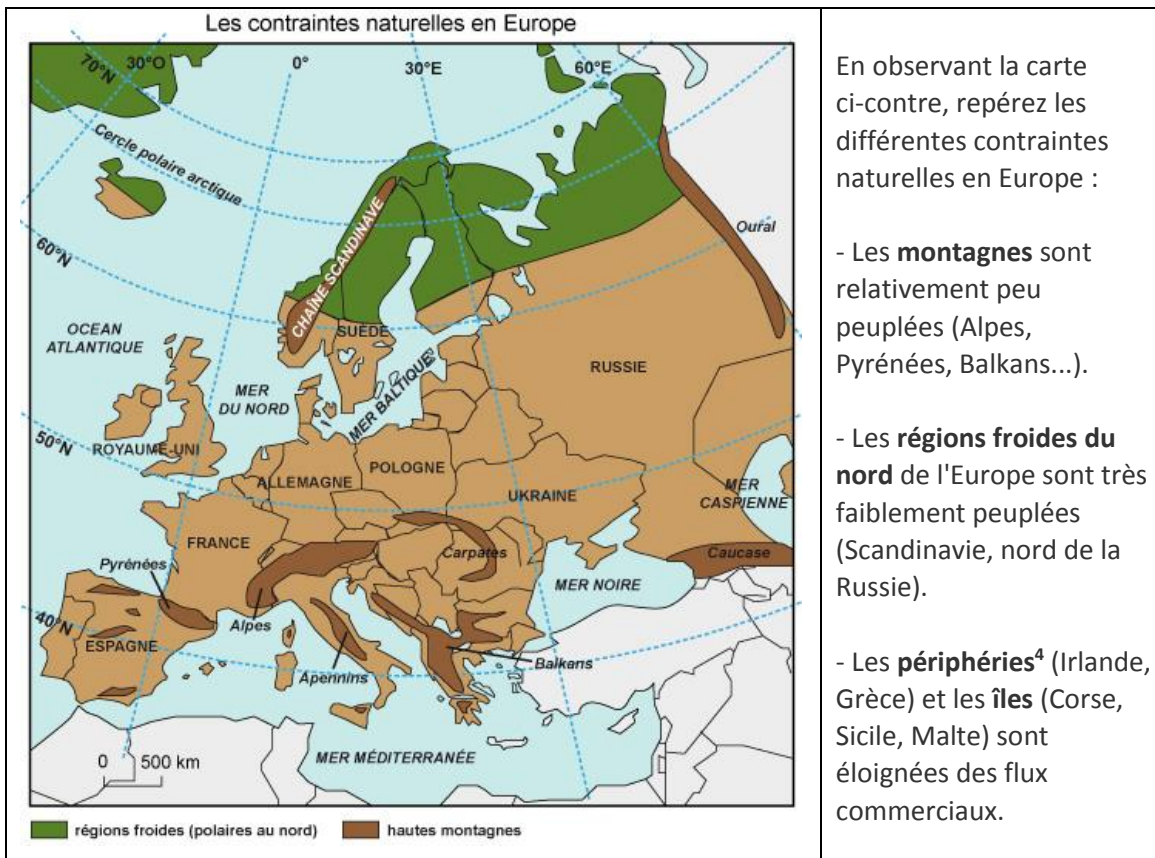 Les contraintes naturelles en Europe
70°N
30°O
0°
30°E
60°E
Cercle polaire arctique
60°N
CHAÎNE SCANDINAVE
Oural
OCEAN
ATLANTIQUE
SUÈDE
RUSSIE
MER
DU NORD
MER BALTIQUE
50°N
ROYAUME-UNI
ALLEMAGNE
POLOGNE
UKRAINE
MER
CASPIENNE
FRANCE
Carpates
Caucase
Pyrénées
MER NOIRE
40°N
Alpes
ESPAGNE
Balkans
Apennins
MER MÉDITERRANÉE
0 500 km
régions froides (polaires au nord)
hautes montagnes
En observant la carte
ci-contre, repérez les
différentes contraintes
naturelles en Europe :
- Les montagnes sont
relativement peu
peuplées (Alpes,
Pyrénées, Balkans...).
- Les régions froides du
nord de l'Europe sont très
faiblement peuplées
(Scandinavie, nord de la
Russie).
- Les périphéries⁴ (Irlande,
Grèce) et les îles (Corse,
Sicile, Malte) sont
éloignées des flux
commerciaux.